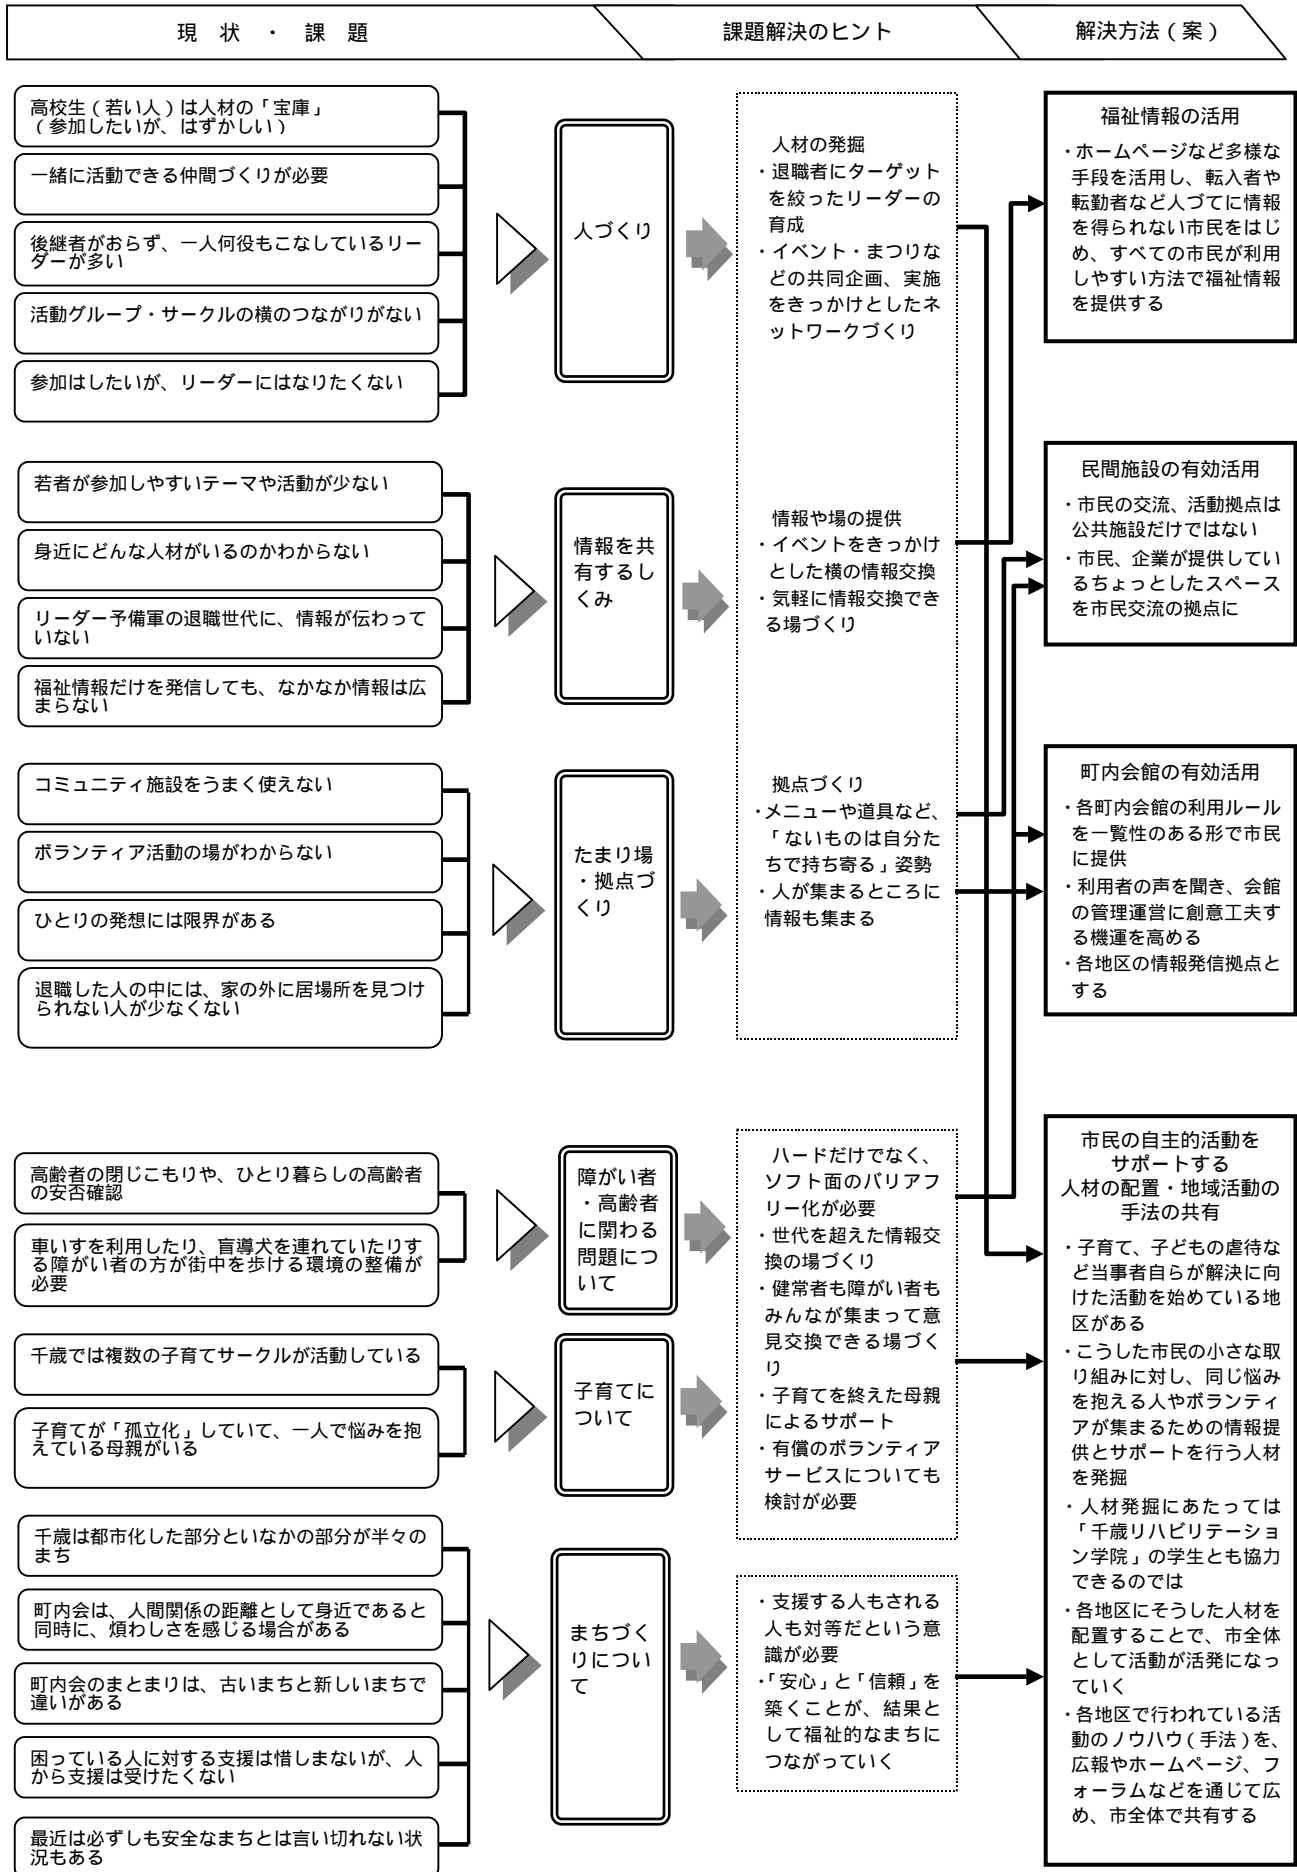 現 状 ・ 課 題
課題解決のヒント
解決方法(案)
高校生(若い人)は人材の「宝庫」
(参加したいが、はずかしい)
一緒に活動できる仲間づくりが必要
後継者がおらず、一人何役もこなしているリー
ダーが多い
活動グループ・サークルの横のつながりがない
参加はしたいが、リーダーにはなりたくない
人づくり
人材の発掘
・退職者にターゲット
を絞ったリーダーの
育成
・イベント・まつりな
どの共同企画、実施
をきっかけとしたネ
ットワークづくり
福祉情報の活用
・ホームページなど多様な
手段を活用し、転入者や
転勤者など人づてに情報
を得られない市民をはじ
め、すべての市民が利用
しやすい方法で福祉情報
を提供する
若者が参加しやすいテーマや活動が少ない
身近にどんな人材がいるのかわからない
リーダー予備軍の退職世代に、情報が伝わって
いない
福祉情報だけを発信しても、なかなか情報は広
まらない
情報を共
有するし
くみ
情報や場の提供
・イベントをきっかけ
とした横の情報交換
・気軽に情報交換でき
る場づくり
民間施設の有効活用
・市民の交流、活動拠点は
公共施設だけではない
・市民、企業が提供してい
るちょっとしたスペース
を市民交流の拠点に
コミュニティ施設をうまく使えない
ボランティア活動の場がわからない
ひとりの発想には限界がある
退職した人の中には、家の外に居場所を見つけ
られない人が少なくない
たまり場
・拠点づ
くり
拠点づくり
・メニューや道具など、
「ないものは自分た
ちで持ち寄る」姿勢
・人が集まるところに
情報も集まる
町内会館の有効活用
・各町内会館の利用ルール
を一覧性のある形で市民
に提供
・利用者の声を聞き、会館
の管理運営に創意工夫す
る機運を高める
・各地区の情報発信拠点と
する
高齢者の閉じこもりや、ひとり暮らしの高齢者
の安否確認
車いすを利用したり、盲導犬を連れていたりす
る障がい者の方が街中を歩ける環境の整備が
必要
障がい者
・高齢者
に関わる
問題につ
いて
千歳では複数の子育てサークルが活動している
子育てが「孤立化」していて、一人で悩みを抱
えている母親がいる
子育てに
ついて
ハードだけでなく、
ソフト面のバリアフ
リー化が必要
・世代を超えた情報交
換の場づくり
・健常者も障がい者も
みんなが集まって意
見交換できる場づく
り
・子育てを終えた母親
によるサポート
・有償のボランティア
サービスについても
検討が必要
千歳は都市化した部分といなかの部分が半々の
まち
町内会は、人間関係の距離として身近であると
同時に、煩わしさを感じる場合がある
町内会のまとまりは、古いまちと新しいまちで
違いがある
困っている人に対する支援は惜しまないが、人
から支援は受けたくない
最近は必ずしも安全なまちとは言い切れない状
況もある
まちづく
りについ
て
・支援する人もされる
人も対等だという意
識が必要
・「安心」と「信頼」を
築くことが、結果と
して福祉的なまちに
つながっていく
市民の自主的活動を
サポートする
人材の配置・地域活動の
手法の共有
・子育て、子どもの虐待な
ど当事者自らが解決に向
けた活動を始めている地
区がある
・こうした市民の小さな取
り組みに対し、同じ悩み
を抱える人やボランティ
アが集まるための情報提
供とサポートを行う人材
を発掘
・人材発掘にあたっては
「千歳リハビリテーショ
ン学院」の学生とも協力
できるのでは
・各地区にそうした人材を
配置することで、市全体
として活動が活発になっ
ていく
・各地区で行われている活
動のノウハウ(手法)を、
広報やホームページ、フ
ォーラムなどを通じて広
め、市全体で共有する